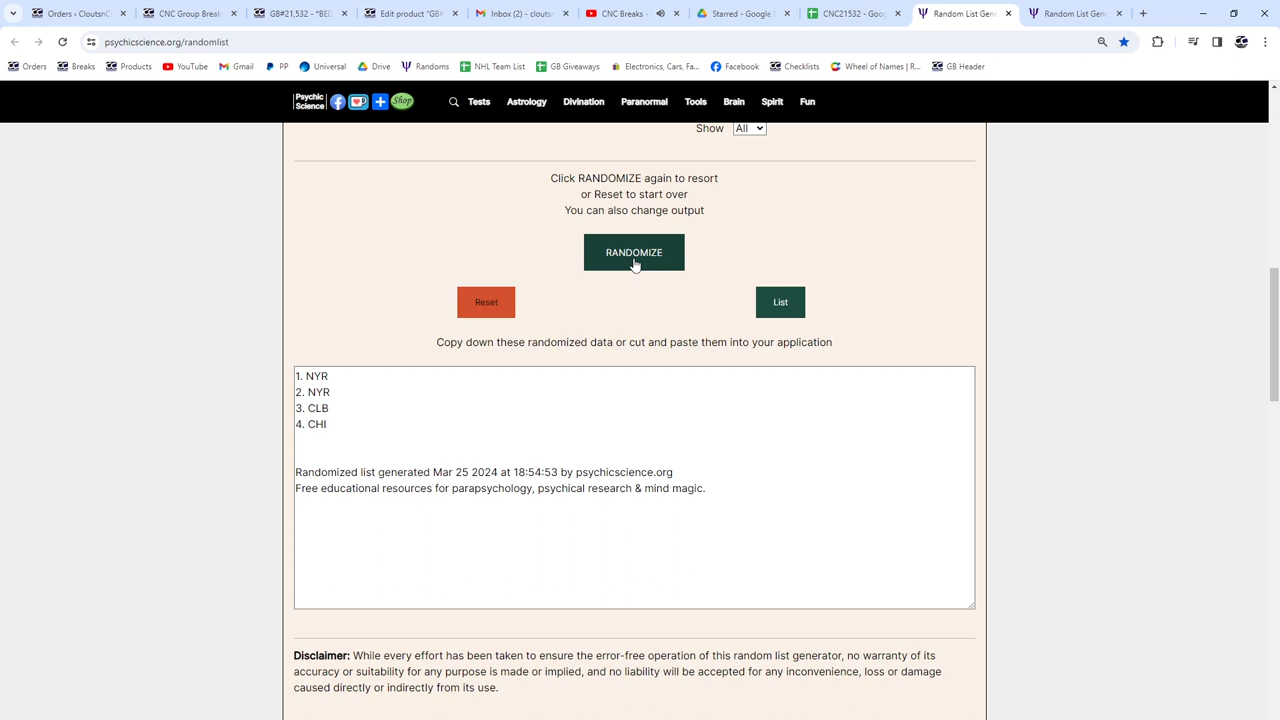 Orders · CloutsnC
CNC Group Break
GB#21,532 - *BED
Edit product "GB#
Inbox (2) - clouts
CNC Breaks -
Starred - Google
CNC21532 - Goo
Random List Gene
Random List Gene
psychicscience.org/randomlist
Orders
Breaks
Products
YouTube
Gmail
PP
Universal
Drive
Randoms
NHL Team List
GB Giveaways
Electronics, Cars, Fa...
Facebook
Checklists
Wheel of Names | R...
GB Header
Psychic
Science
Shop
Tests
Astrology
Divination
Paranormal
Tools
Brain
Spirit
Fun
Show All
Click RANDOMIZE again to resort
or Reset to start over
You can also change output
RANDOMIZE
Reset
List
Copy down these randomized data or cut and paste them into your application
1. NYR
2. NYR
3. CLB
4. CHI
Randomized list generated Mar 25 2024 at 18:54:53 by psychicscience.org
Free educational resources for parapsychology, psychical research & mind magic.
Disclaimer: While every effort has been taken to ensure the error-free operation of this random list generator, no warranty of its
accuracy or suitability for any purpose is made or implied, and no liability will be accepted for any inconvenience, loss or damage
caused directly or indirectly from its use.